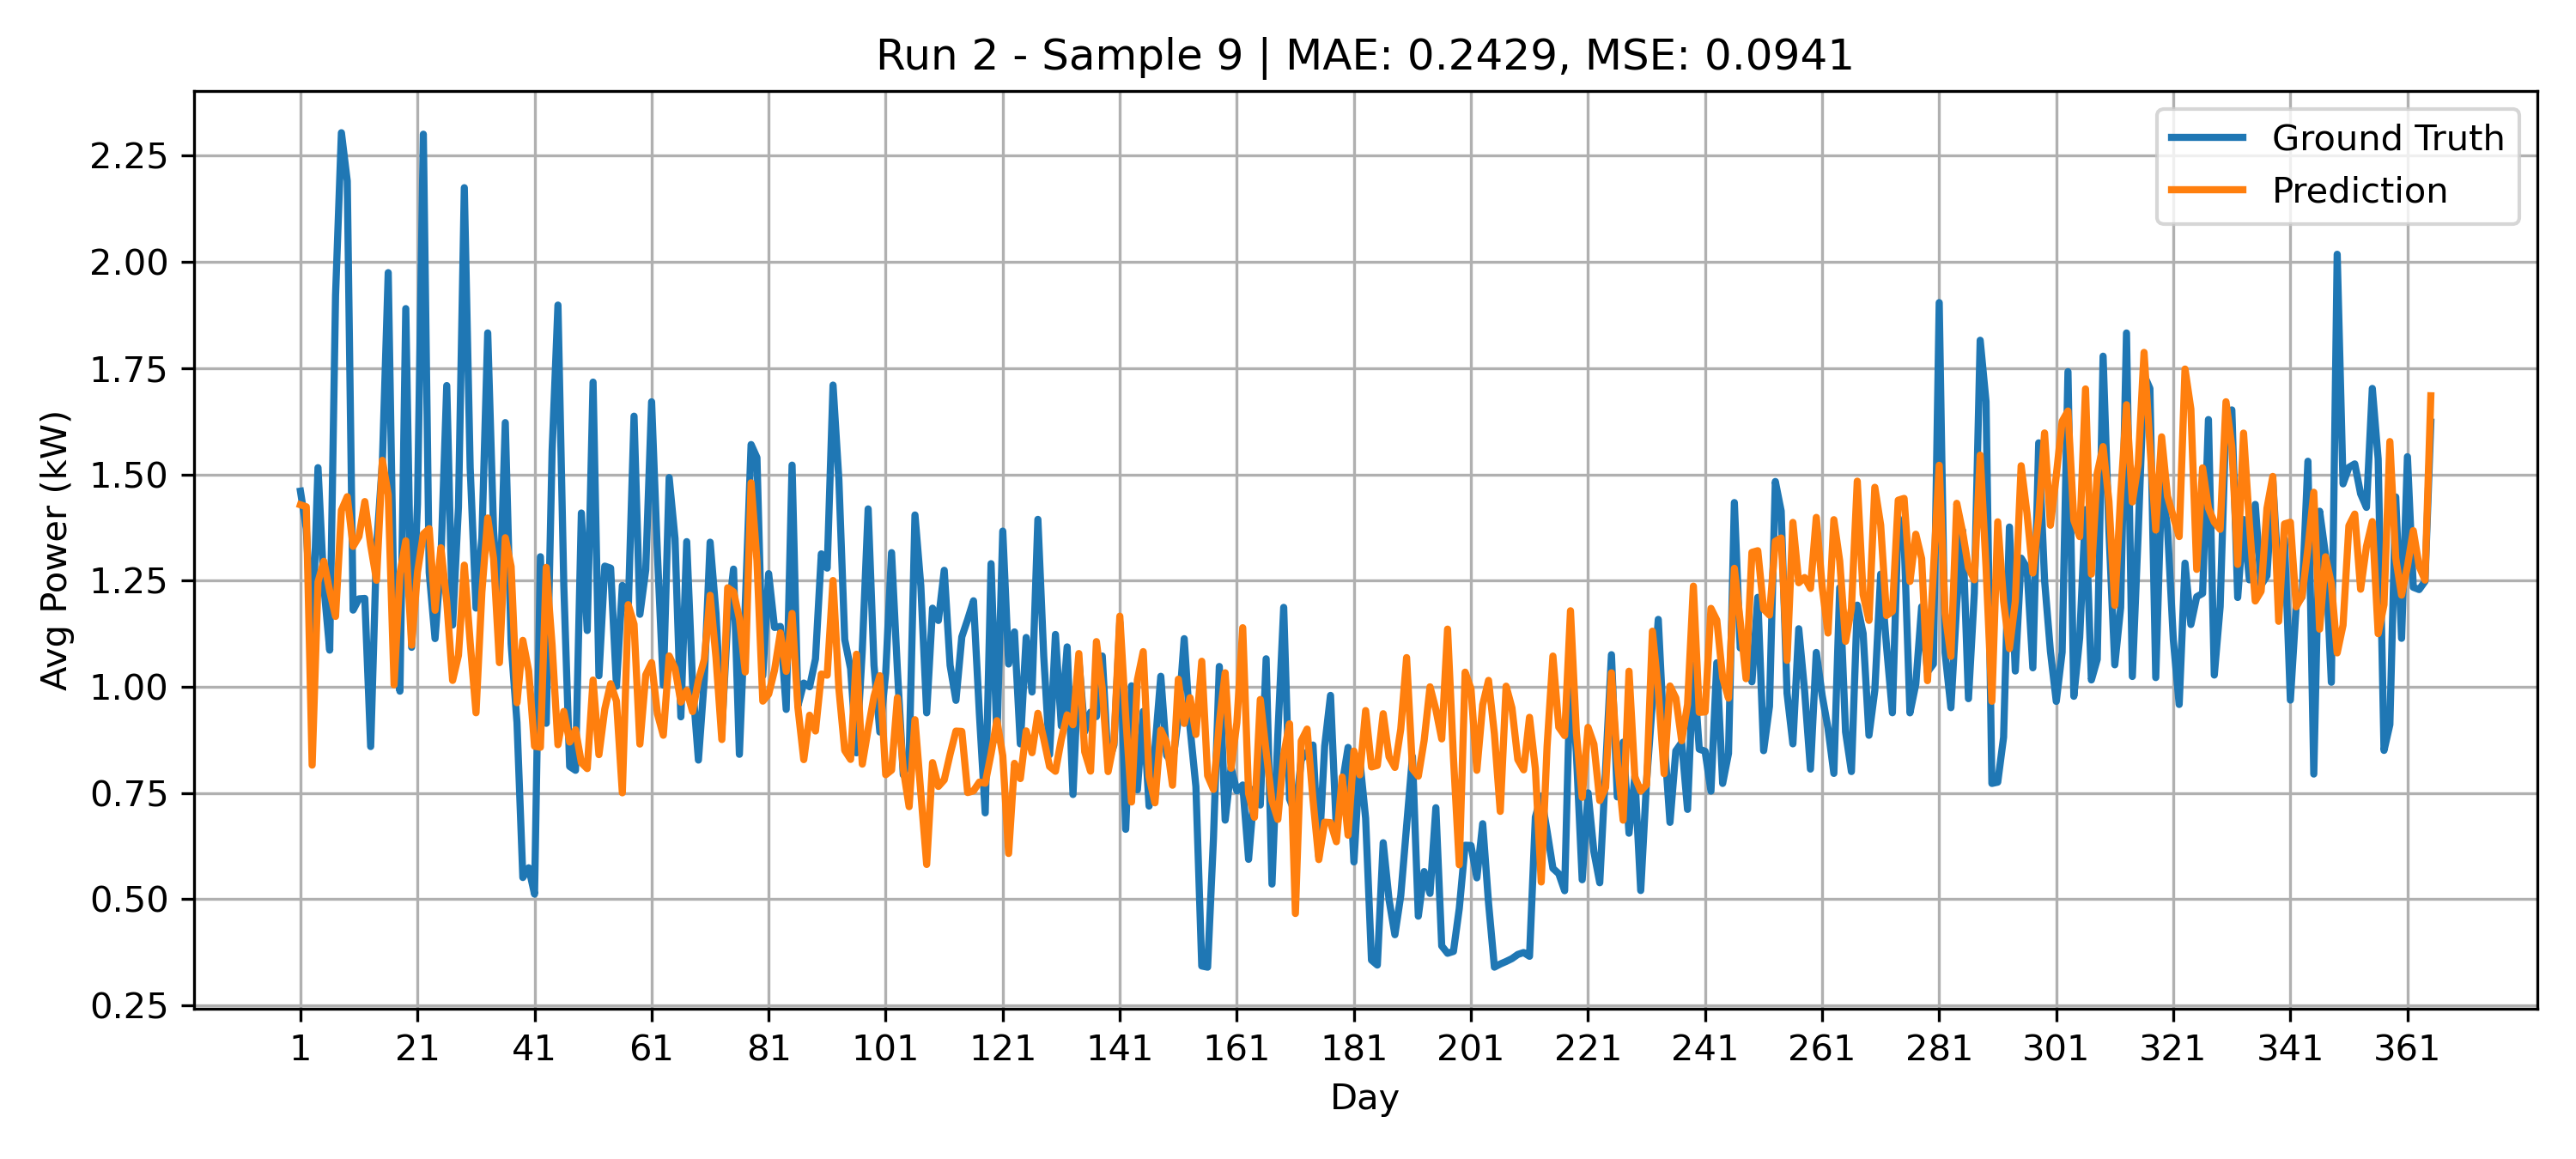 Run 2 - Sample 9 | MAE: 0.2429, MSE: 0.0941
Ground Truth
Prediction
Avg Power (kW)
2.25
2.00
1.75
1.50
1.25
1.00
0.75
0.50
0.25
1 21 41 61 81 101 121 141 161 181 201 221 241 261 281 301 321 341 361
Day